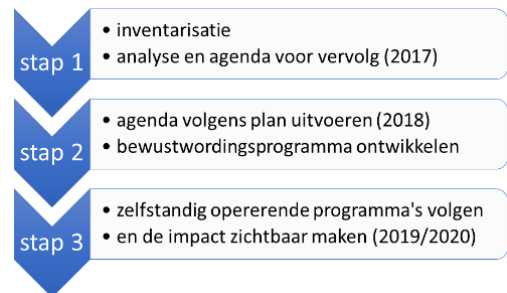 stap 1
• inventarisatie
• analyse en agenda voor vervolg (2017)
stap 2
• agenda volgens plan uitvoeren (2018)
• bewustwordingsprogramma ontwikkelen
stap 3
• zelfstandig opererende programma's volgen
• en de impact zichtbaar maken (2019/2020)